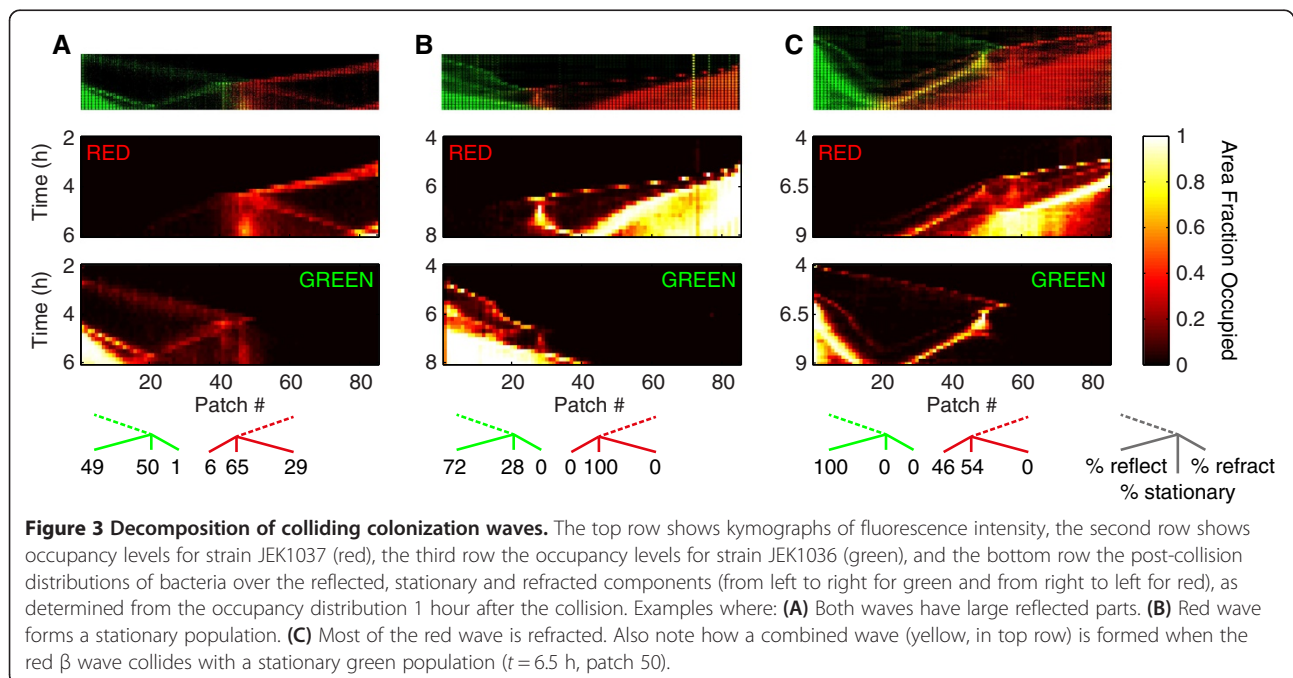 A
B
C
RED
RED
RED
GREEN
GREEN
GREEN
Time (h)
2
4
6
4
6
8
4
6.5
9
Time (h)
2
4
6
4
6
8
4
6.5
9
20 40 60 80
20 40 60 80
20 40 60 80
Patch #
Patch #
Patch #
1
0.8
0.6
0.4
0.2
0
Area Fraction Occupied
49 50 1 6 65 29
72 28 0 0 100 0
100 0 0 46 54 0
% reflect % refract
% stationary
Figure 3 Decomposition of colliding colonization waves. The top row shows kymographs of fluorescence intensity, the second row shows
occupancy levels for strain JEK1037 (red), the third row the occupancy levels for strain JEK1036 (green), and the bottom row the post-collision
distributions of bacteria over the reflected, stationary and refracted components (from left to right for green and from right to left for red), as
determined from the occupancy distribution 1 hour after the collision. Examples where: (A) Both waves have large reflected parts. (B) Red wave
forms a stationary population. (C) Most of the red wave is refracted. Also note how a combined wave (yellow, in top row) is formed when the
red β wave collides with a stationary green population (t = 6.5 h, patch 50).